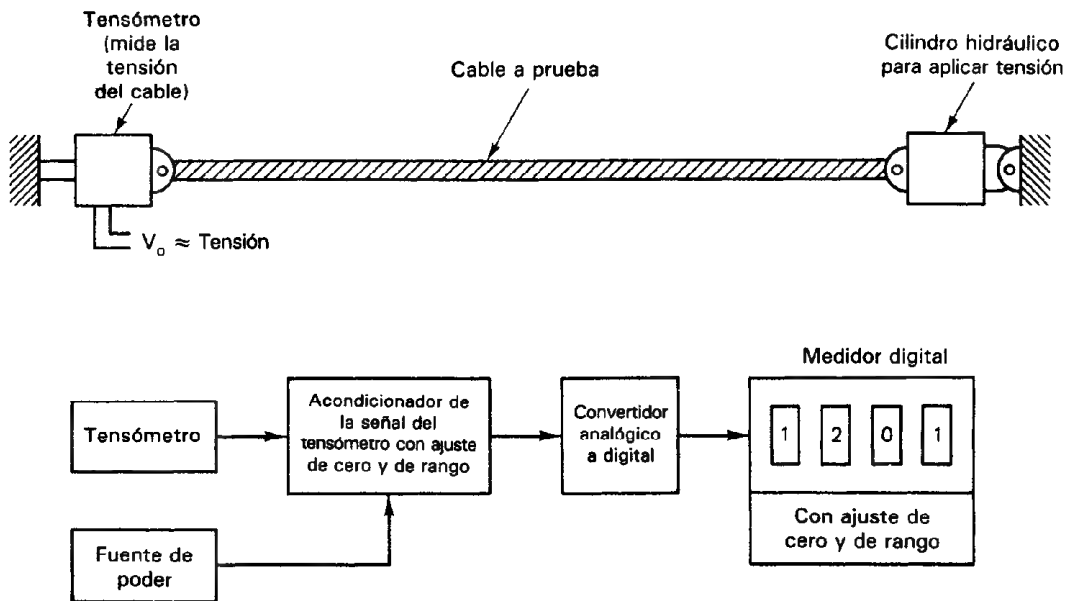 Tensómetro
(mide la
tensión
del cable)
Cable a prueba
Cilindro hidráulico
para aplicar tensión
V₀ ≈ Tensión
Tensómetro
Fuente de
poder
Acondicionador de
la señal del
tensómetro con ajuste
de cero y de rango
Convertidor
analógico
a digital
Medidor digital
1 2 0 1
Con ajuste de
cero y de rango